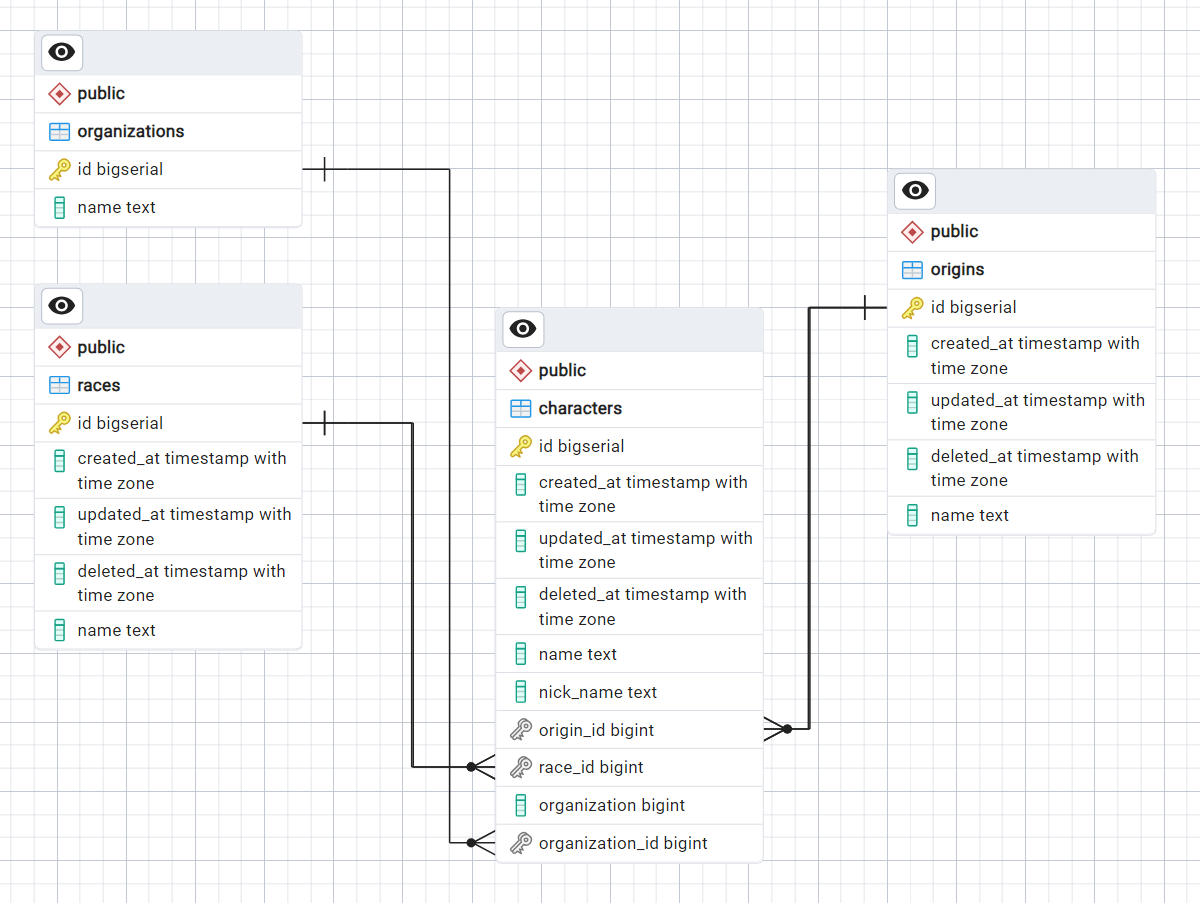 public
organizations
id bigserial
name text
public
races
id bigserial
created_at timestamp with
time zone
updated_at timestamp with
time zone
deleted_at timestamp with
time zone
name text
public
characters
id bigserial
created_at timestamp with
time zone
updated_at timestamp with
time zone
deleted_at timestamp with
time zone
name text
nick_name text
origin_id bigint
race_id bigint
organization bigint
organization_id bigint
public
origins
id bigserial
created_at timestamp with
time zone
updated_at timestamp with
time zone
deleted_at timestamp with
time zone
name text